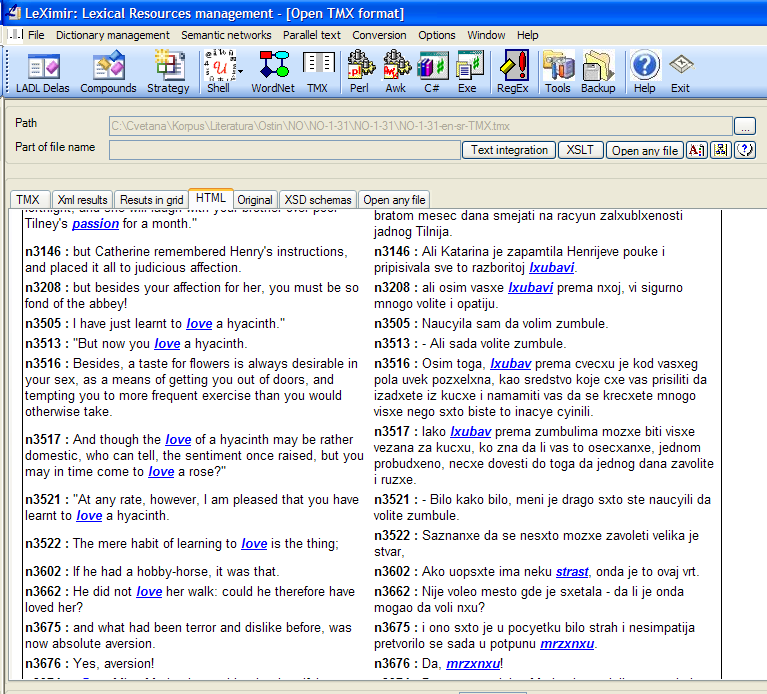 LeXimir: Lexical Resources management - [Open TMX format]
File Dictionary management Semantic networks Parallel text Conversion Options Window Help
LADL Delas Compounds Strategy Shell WordNet TMX Perl Awk C# Exe RegEx Tools Backup Help Exit
Path C:\Cvetana\Korpus\Literatura\Ostin\NO\NO-1-31\NO-1-31\NO-1-31-en-sr-TMX.tmx ...
Part of file name Text integration XSLT Open any file
TMX Xml results Resuts in grid HTML Original XSD schemas Open any file
Tilney's passion for a month."
n3146 : but Catherine remembered Henry's instructions,
and placed it all to judicious affection.
n3208 : but besides your affection for her, you must be so
fond of the abbey!
n3505 : I have just learnt to love a hyacinth."
n3513 : "But now you love a hyacinth.
n3516 : Besides, a taste for flowers is always desirable in
your sex, as a means of getting you out of doors, and
tempting you to more frequent exercise than you would
otherwise take.
n3517 : And though the love of a hyacinth may be rather
domestic, who can tell, the sentiment once raised, but you
may in time come to love a rose?"
n3521 : "At any rate, however, I am pleased that you have
learnt to love a hyacinth.
n3522 : The mere habit of learning to love is the thing;
n3602 : If he had a hobby-horse, it was that.
n3662 : He did not love her walk: could he therefore have
loved her?
n3675 : and what had been terror and dislike before, was
now absolute aversion.
n3676 : Yes, aversion!
bratom mesec dana smejati na racyun zalxublxenosti
jadnog Tilnija.
n3146 : Ali Katarina je zapamtila Henrijeve pouke i
pripisivala sve to razboritoj lxubavi.
n3208 : ali osim vasxe lxubavi prema nxoj, vi sigurno
mnogo volite i opatiju.
n3505 : Naucyila sam da volim zumbule.
n3513 : - Ali sada volite zumbule.
n3516 : Osim toga, lxubav prema cvecxu je kod vasxeg
pola uvek pozxelxna, kao sredstvo koje cxe vas prisiliti da
izadxete iz kucxe i namamiti vas da se krecxete mnogo
visxe nego sxto biste to inacye cyinili.
n3517 : Iako lxubav prema zumbulima mozxe biti visxe
vezana za kucxu, ko zna da li vas to osecxanxe, jednom
probudxeno, necxe dovesti do toga da jednog dana zavolite
i ruzxe.
n3521 : - Bilo kako bilo, meni je drago sxto ste naucyili da
volite zumbule.
n3522 : Saznanxe da se nesxto mozxe zavoleti velika je
stvar,
n3602 : Ako uopsxte ima neku strast, onda je to ovaj vrt.
n3662 : Nije voleo mesto gde je sxetala - da li je onda
mogao da voli nxu?
n3675 : i ono sxto je u pocyetku bilo strah i nesimpatija
pretvorilo se sada u potpunu mrzxnxu.
n3676 : Da, mrzxnxu!